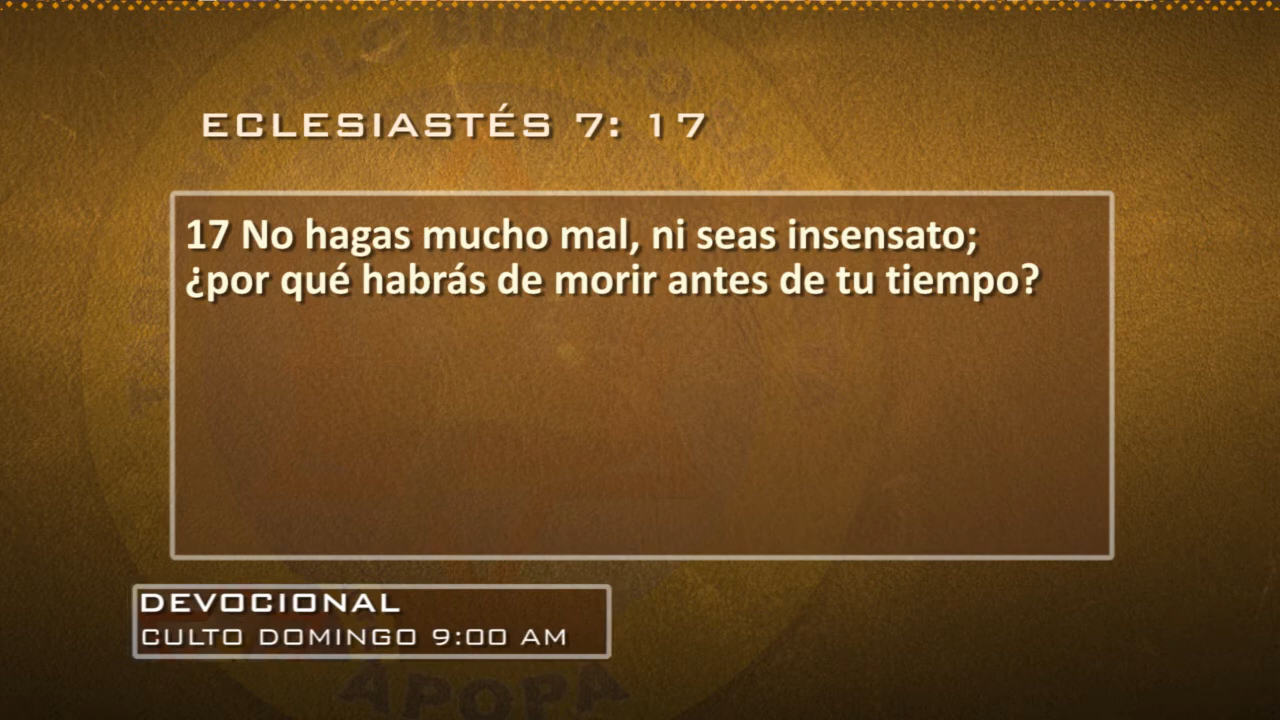 ECLESIASTÉS 7: 17
17 No hagas mucho mal, ni seas insensato;
¿por qué habrás de morir antes de tu tiempo?
DEVOCIONAL
CULTO DOMINGO 9:00 AM
APOPA